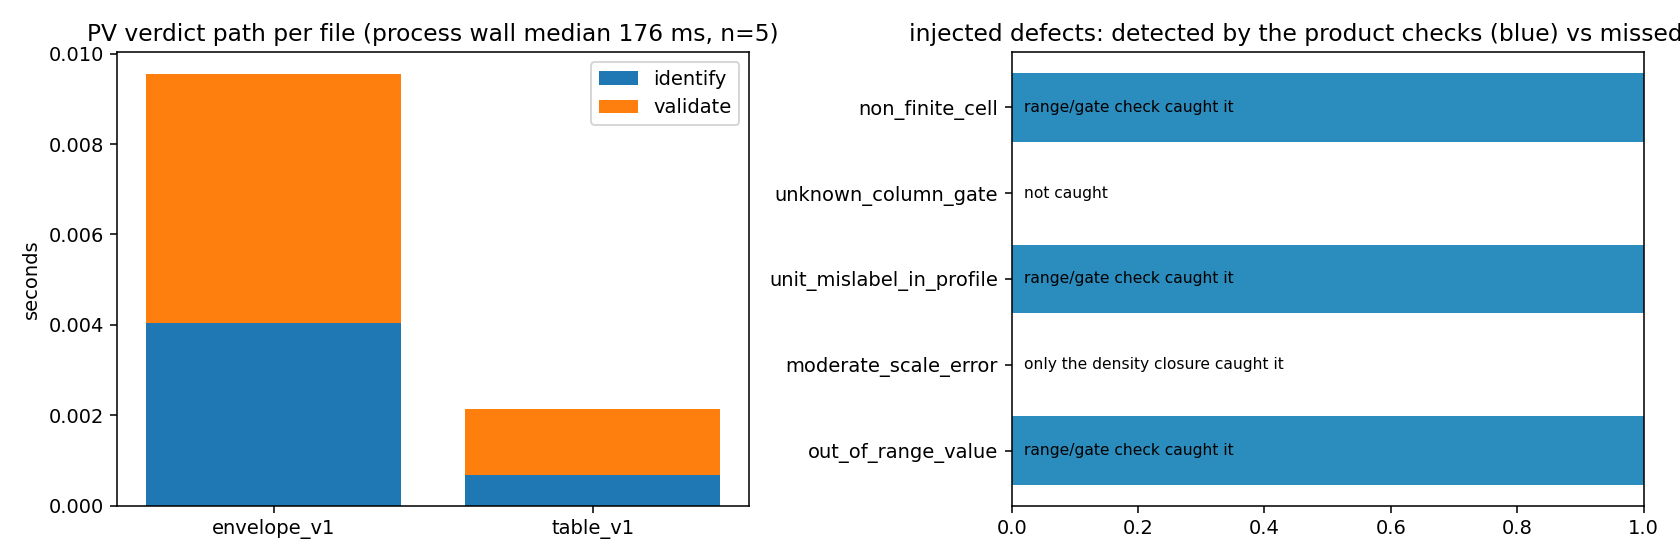 PV verdict path per file (process wall median 176 ms, n=5)
0.010
0.008
0.006
0.004
0.002
0.000
seconds
identify
validate
envelope_v1
table_v1
injected defects: detected by the product checks (blue) vs missed
non_finite_cell
range/gate check caught it
unknown_column_gate
not caught
unit_mislabel_in_profile
range/gate check caught it
moderate_scale_error
only the density closure caught it
out_of_range_value
range/gate check caught it
0.0
0.2
0.4
0.6
0.8
1.0